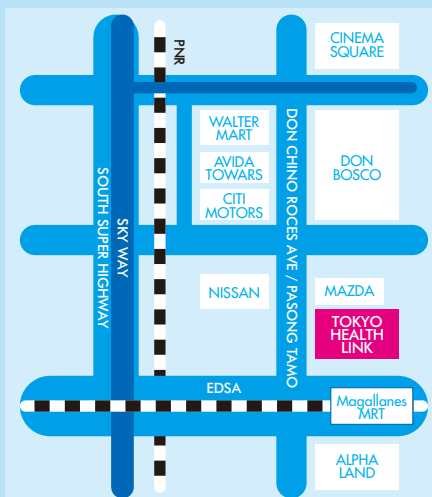 CINEMA
SQUARE
PNR
WALTER
MART
AVIDA
TOWARS
CITI
MOTORS
DON
BOSCO
DON CHINO ROCES AVE / PASONG TAMO
SOUTH SUPER HIGHWAY
SKY WAY
NISSAN
MAZDA
TOKYO
HEALTH
LINK
EDSA
Magallanes
MRT
ALPHA
LAND